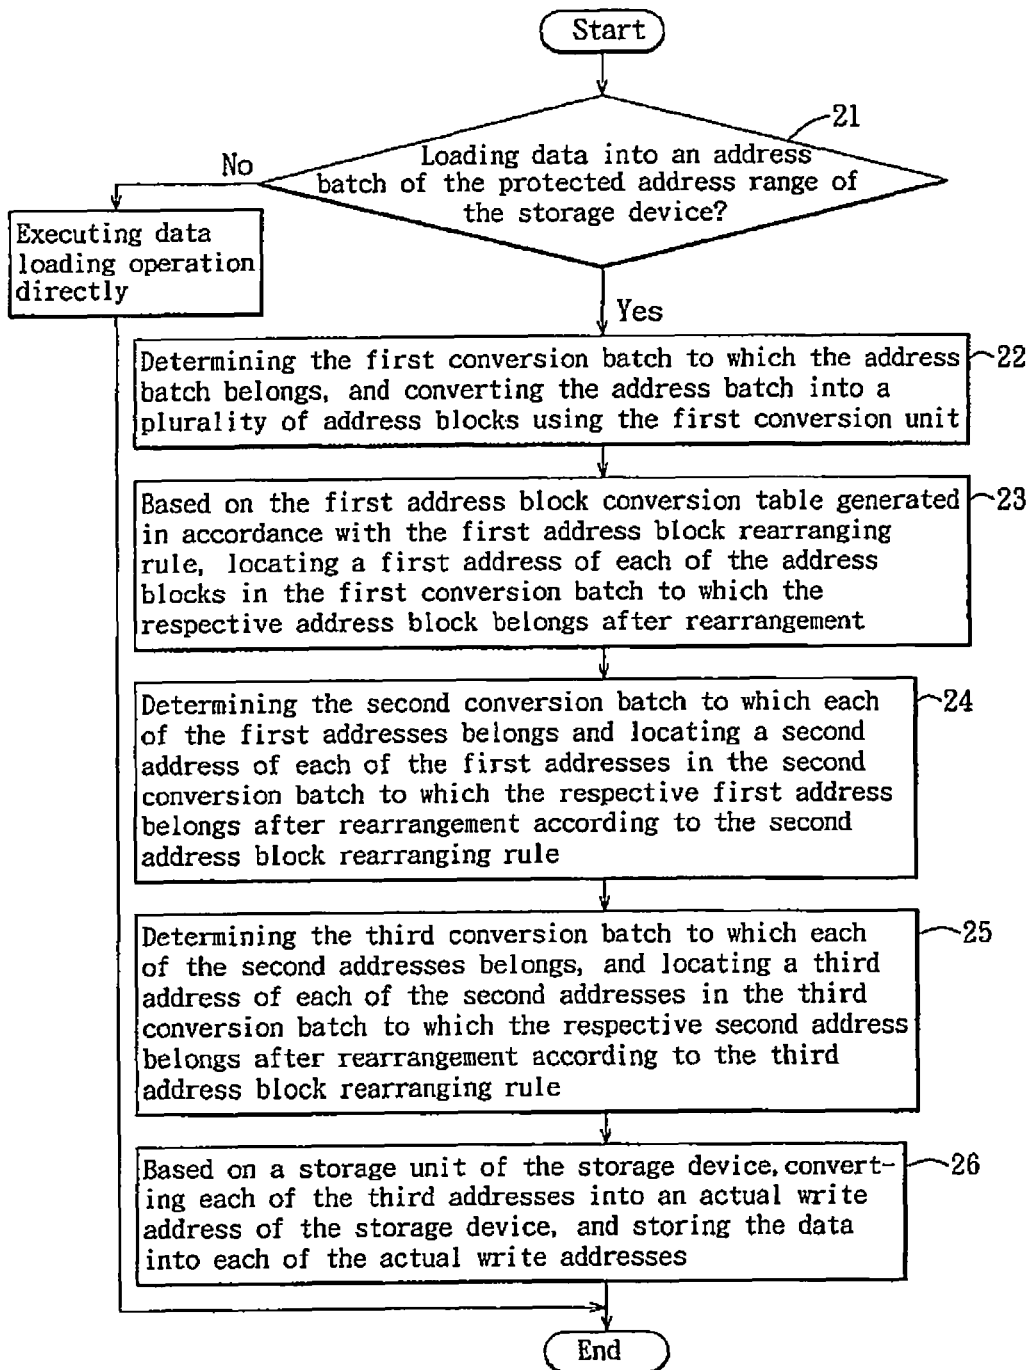 Start
21
Loading data into an address
batch of the protected address range of
the storage device?
No
Executing data
loading operation
directly
Yes
Determining the first conversion batch to which the address
batch belongs, and converting the address batch into a
plurality of address blocks using the first conversion unit
22
Based on the first address block conversion table generated
in accordance with the first address block rearranging
rule, locating a first address of each of the address
blocks in the first conversion batch to which the
respective address block belongs after rearrangement
23
Determining the second conversion batch to which each
of the first addresses belongs and locating a second
address of each of the first addresses in the second
conversion batch to which the respective first address
belongs after rearrangement according to the second
address block rearranging rule
24
Determining the third conversion batch to which each
of the second addresses belongs, and locating a third
address of each of the second addresses in the third
conversion batch to which the respective second address
belongs after rearrangement according to the third
address block rearranging rule
25
Based on a storage unit of the storage device, convert-
ing each of the third addresses into an actual write
address of the storage device, and storing the data
into each of the actual write addresses
26
End